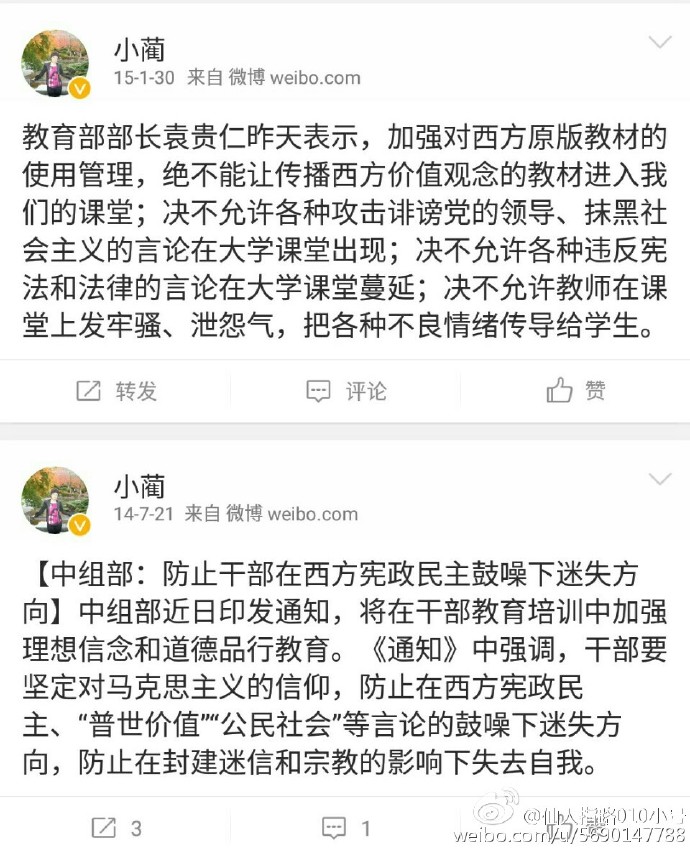 小蔺
15-1-30 来自 微博 weibo.com
教育部部长袁贵仁昨天表示，加强对西方原版教材的
使用管理，绝不能让传播西方价值观念的教材进入我
们的课堂；决不允许各种攻击诽谤党的领导、抹黑社
会主义的言论在大学课堂出现；决不允许各种违反宪
法和法律的言论在大学课堂蔓延；决不允许教师在课
堂上发牢骚、泄怨气，把各种不良情绪传导给学生。
转发 评论 赞
小蔺
14-7-21 来自 微博 weibo.com
【中组部：防止干部在西方宪政民主鼓噪下迷失方
向】中组部近日印发通知，将在干部教育培训中加强
理想信念和道德品行教育。《通知》中强调，干部要
坚定对马克思主义的信仰，防止在西方宪政民
主、“普世价值”“公民社会”等言论的鼓噪下迷失方
向，防止在封建迷信和宗教的影响下失去自我。
3 1 赞
@仙人指路010小号
weibo.com/u/5690147788